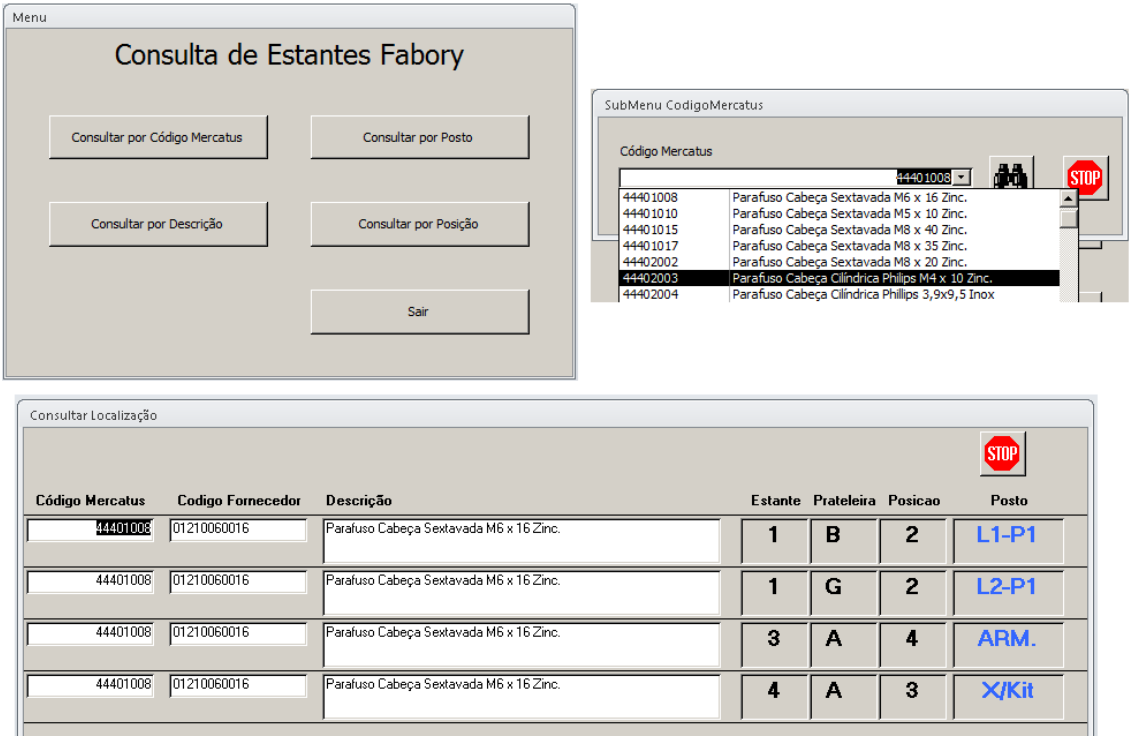 Menu
Consulta de Estantes Fabory
Consultar por Código Mercatus
Consultar por Posto
Consultar por Descrição
Consultar por Posição
Sair
SubMenu CodigoMercatus
Código Mercatus
44401008
STOP
44401008 Parafuso Cabeça Sextavada M6 x 16 Zinc.
44401010 Parafuso Cabeça Sextavada M5 x 10 Zinc.
44401015 Parafuso Cabeça Sextavada M8 x 40 Zinc.
44401017 Parafuso Cabeça Sextavada M8 x 35 Zinc.
44402002 Parafuso Cabeça Sextavada M8 x 20 Zinc.
44402003 Parafuso Cabeça Cilíndrica Philips M4 x 10 Zinc.
44402004 Parafuso Cabeça Cilíndrica Phillips 3,9x9,5 Inox
Consultar Localização
STOP
Código Mercatus Codigo Fornecedor Descrição Estante Prateleira Posicao Posto
44401008 01210060016 Parafuso Cabeça Sextavada M6 x 16 Zinc. 1 B 2 L1-P1
44401008 01210060016 Parafuso Cabeça Sextavada M6 x 16 Zinc. 1 G 2 L2-P1
44401008 01210060016 Parafuso Cabeça Sextavada M6 x 16 Zinc. 3 A 4 ARM.
44401008 01210060016 Parafuso Cabeça Sextavada M6 x 16 Zinc. 4 A 3 X/Kit